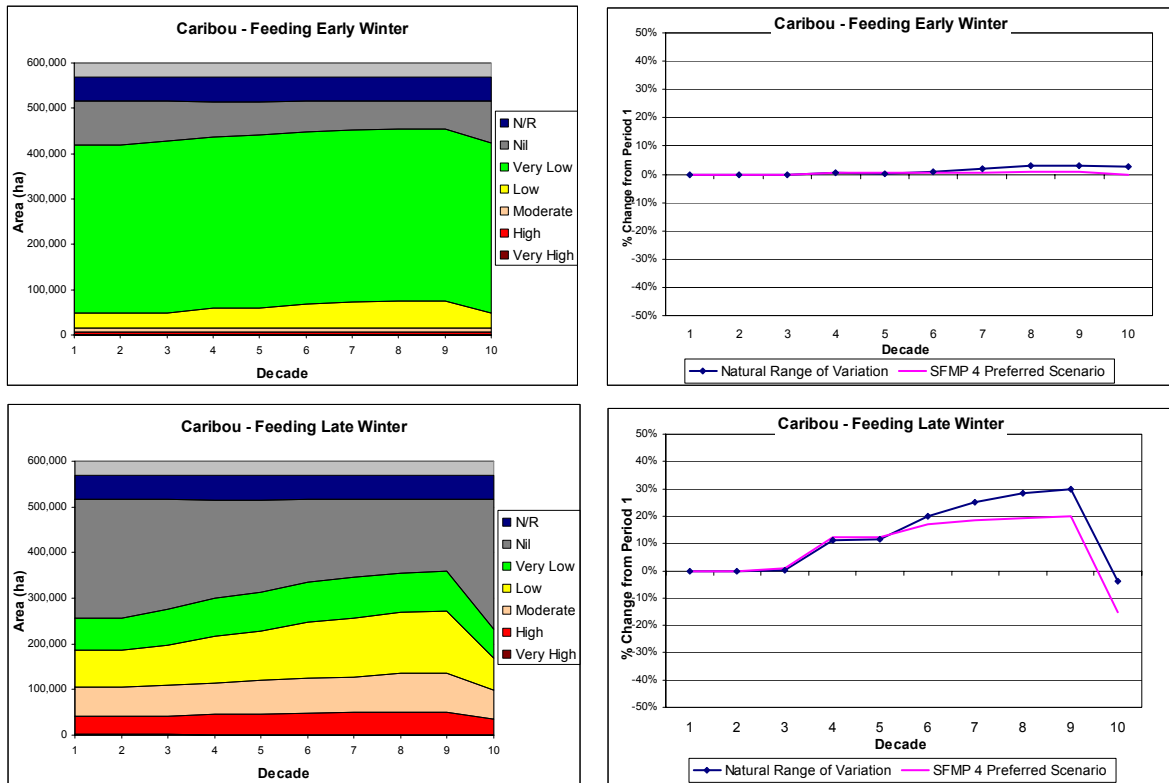 Caribou - Feeding Early Winter
600,000
500,000
400,000
300,000
200,000
100,000
0
Area (ha)
1 2 3 4 5 6 7 8 9 10
Decade
N/R
Nil
Very Low
Low
Moderate
High
Very High
Caribou - Feeding Early Winter
50%
40%
30%
20%
10%
0%
-10%
-20%
-30%
-40%
-50%
% Change from Period 1
1 2 3 4 5 6 7 8 9 10
Decade
Natural Range of Variation SFMP 4 Preferred Scenario
Caribou - Feeding Late Winter
600,000
500,000
400,000
300,000
200,000
100,000
0
Area (ha)
1 2 3 4 5 6 7 8 9 10
Decade
N/R
Nil
Very Low
Low
Moderate
High
Very High
Caribou - Feeding Late Winter
50%
40%
30%
20%
10%
0%
-10%
-20%
-30%
-40%
-50%
% Change from Period 1
1 2 3 4 5 6 7 8 9 10
Decade
Natural Range of Variation SFMP 4 Preferred Scenario